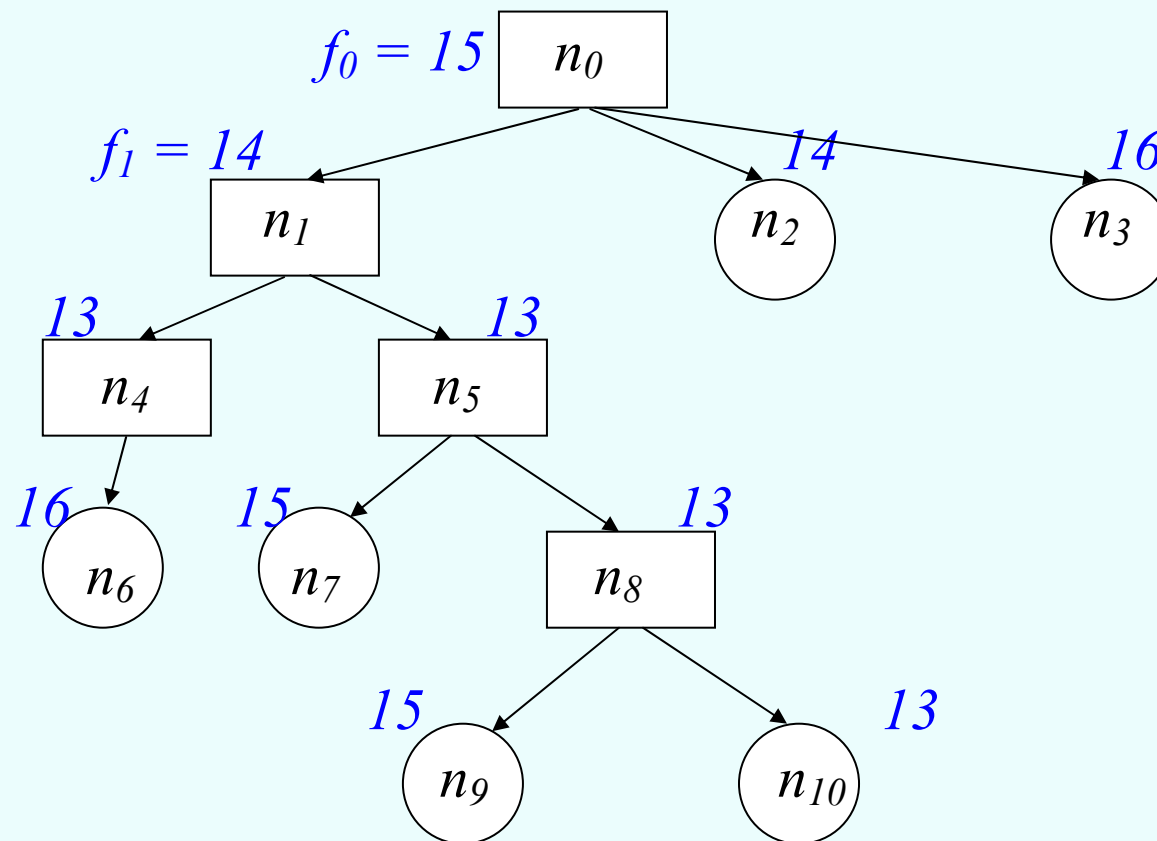 f₀ = 15 n₀
f₁ = 14 14 16
n₁ n₂ n₃
13 13
n₄ n₅
16 15 13
n₆ n₇ n₈
15 13
n₉ n₁₀